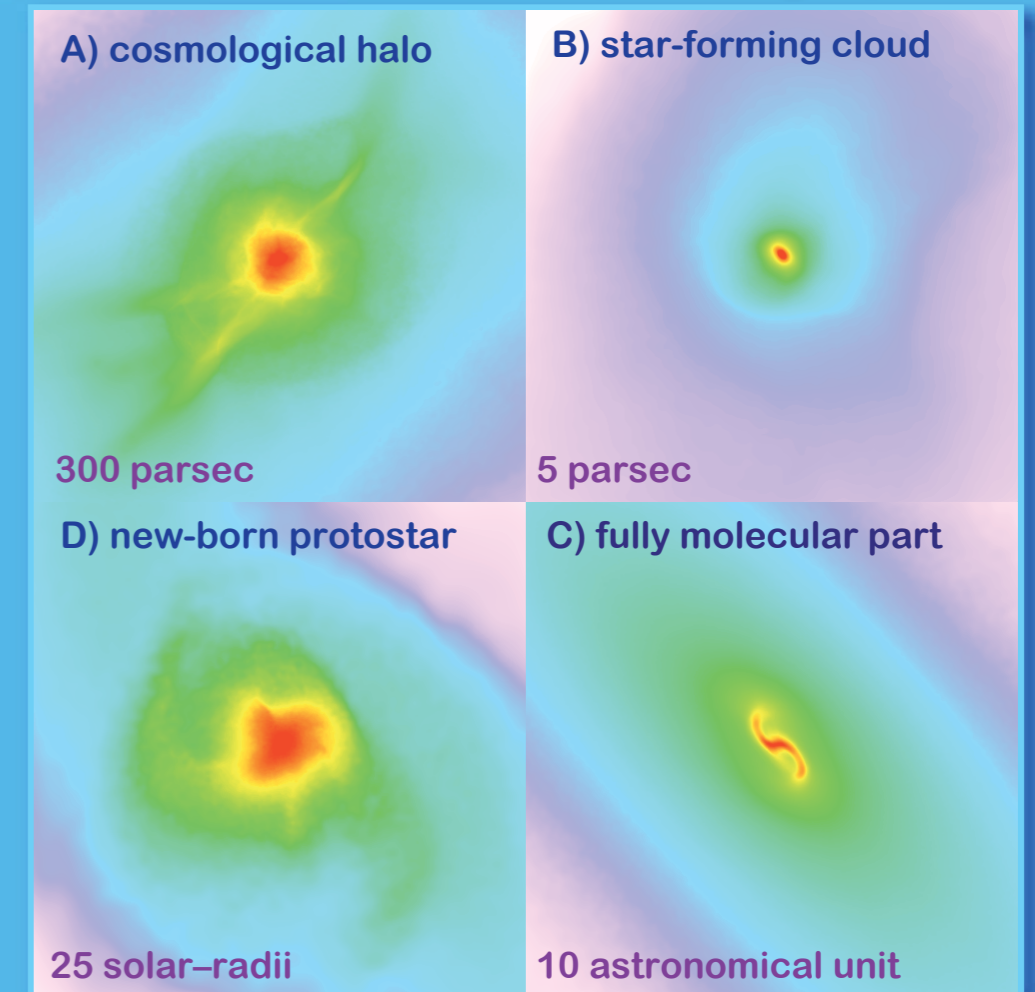 A) cosmological halo
B) star-forming cloud
300 parsec
5 parsec
D) new-born protostar
C) fully molecular part
25 solar–radii
10 astronomical unit